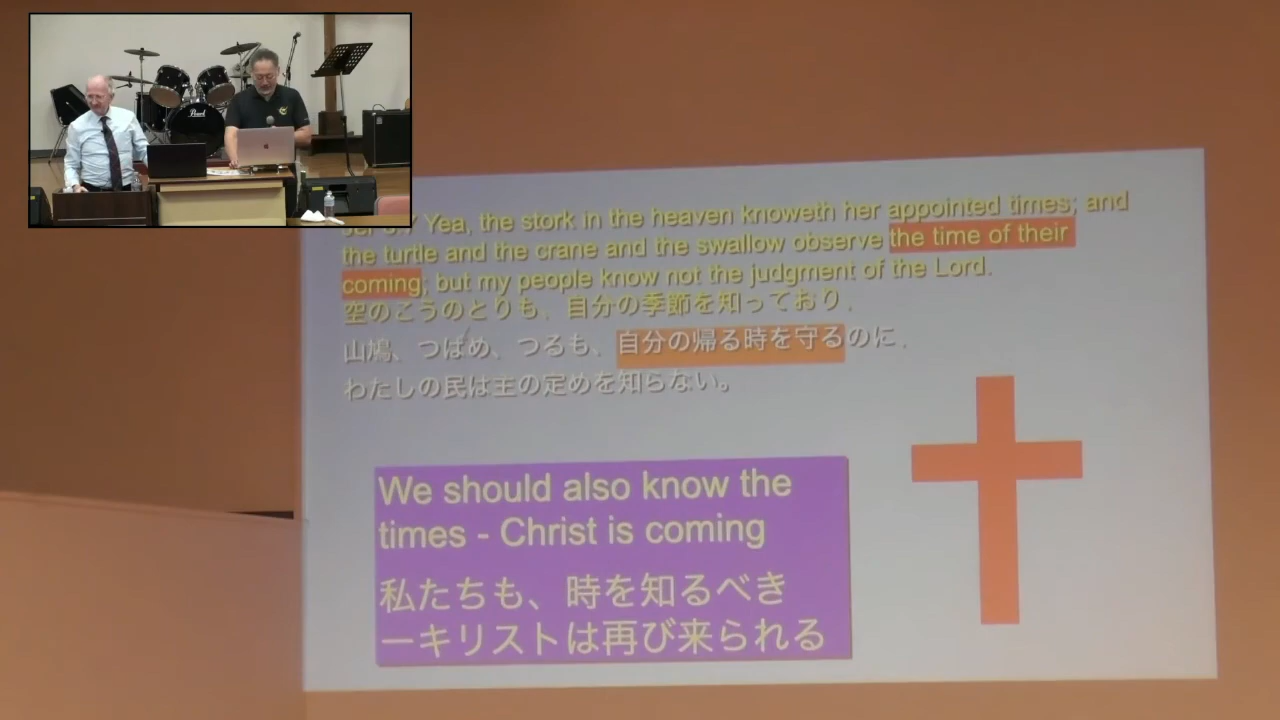 Yea, the stork in the heaven knoweth her appointed times; and
the turtle and the crane and the swallow observe the time of their
coming; but my people know not the judgment of the Lord.
空のこうのとりも、自分の季節を知っており、
山鳩、つばめ、つるも、自分の帰る時を守るのに、
わたしの民は主の定めを知らない。
We should also know the
times - Christ is coming
私たちも、時を知るべき
ーキリストは再び来られる
Pearl